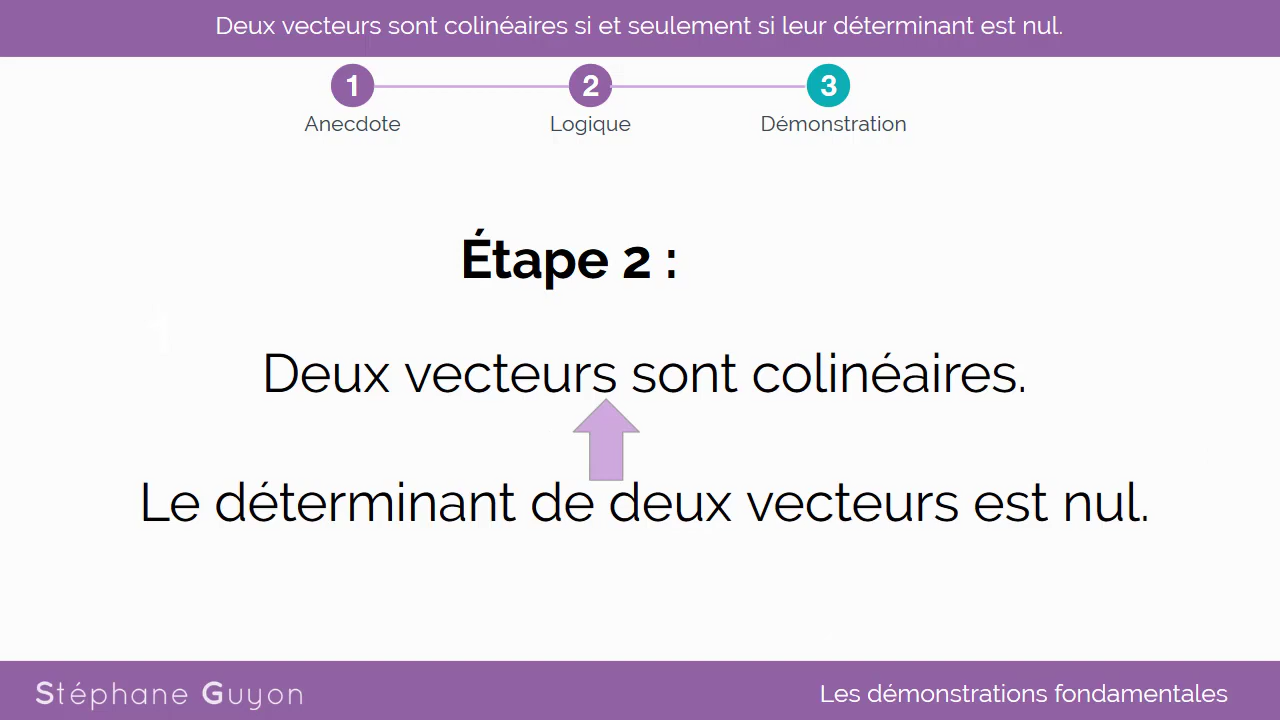 Deux vecteurs sont colinéaires si et seulement si leur déterminant est nul.
1 2 3
Anecdote Logique Démonstration
Étape 2 :
Deux vecteurs sont colinéaires.
Le déterminant de deux vecteurs est nul.
Stéphane Guyon
Les démonstrations fondamentales